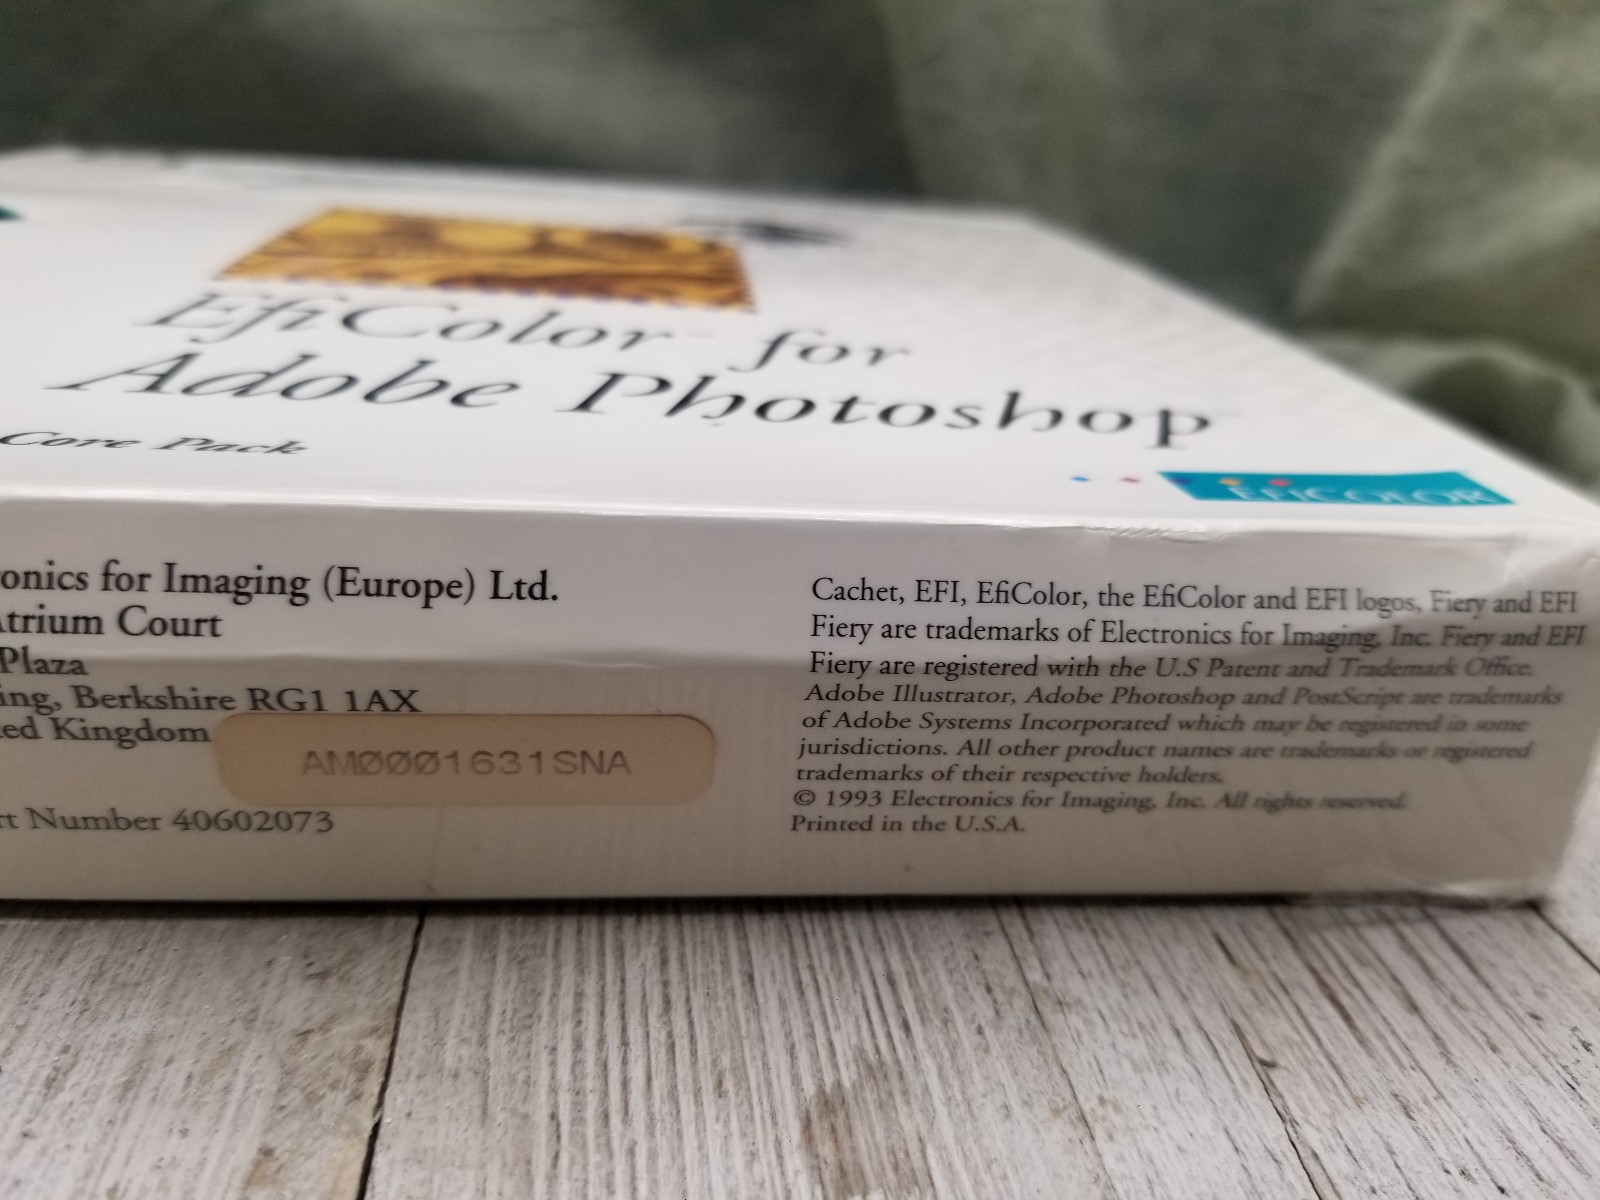 EfiColor™ for
Adobe Photoshop
Core Pack
EFICOLOR
onics for Imaging (Europe) Ltd.
trium Court
Plaza
ing, Berkshire RG1 1AX
ed Kingdom
AM0001631SNA
rt Number 40602073
Cachet, EFI, EfiColor, the EfiColor and EFI logos, Fiery and EFI
Fiery are trademarks of Electronics for Imaging, Inc. Fiery and EFI
Fiery are registered with the U.S Patent and Trademark Office.
Adobe Illustrator, Adobe Photoshop and PostScript are trademarks
of Adobe Systems Incorporated which may be registered in some
jurisdictions. All other product names are trademarks or registered
trademarks of their respective holders.
© 1993 Electronics for Imaging, Inc. All rights reserved.
Printed in the U.S.A.